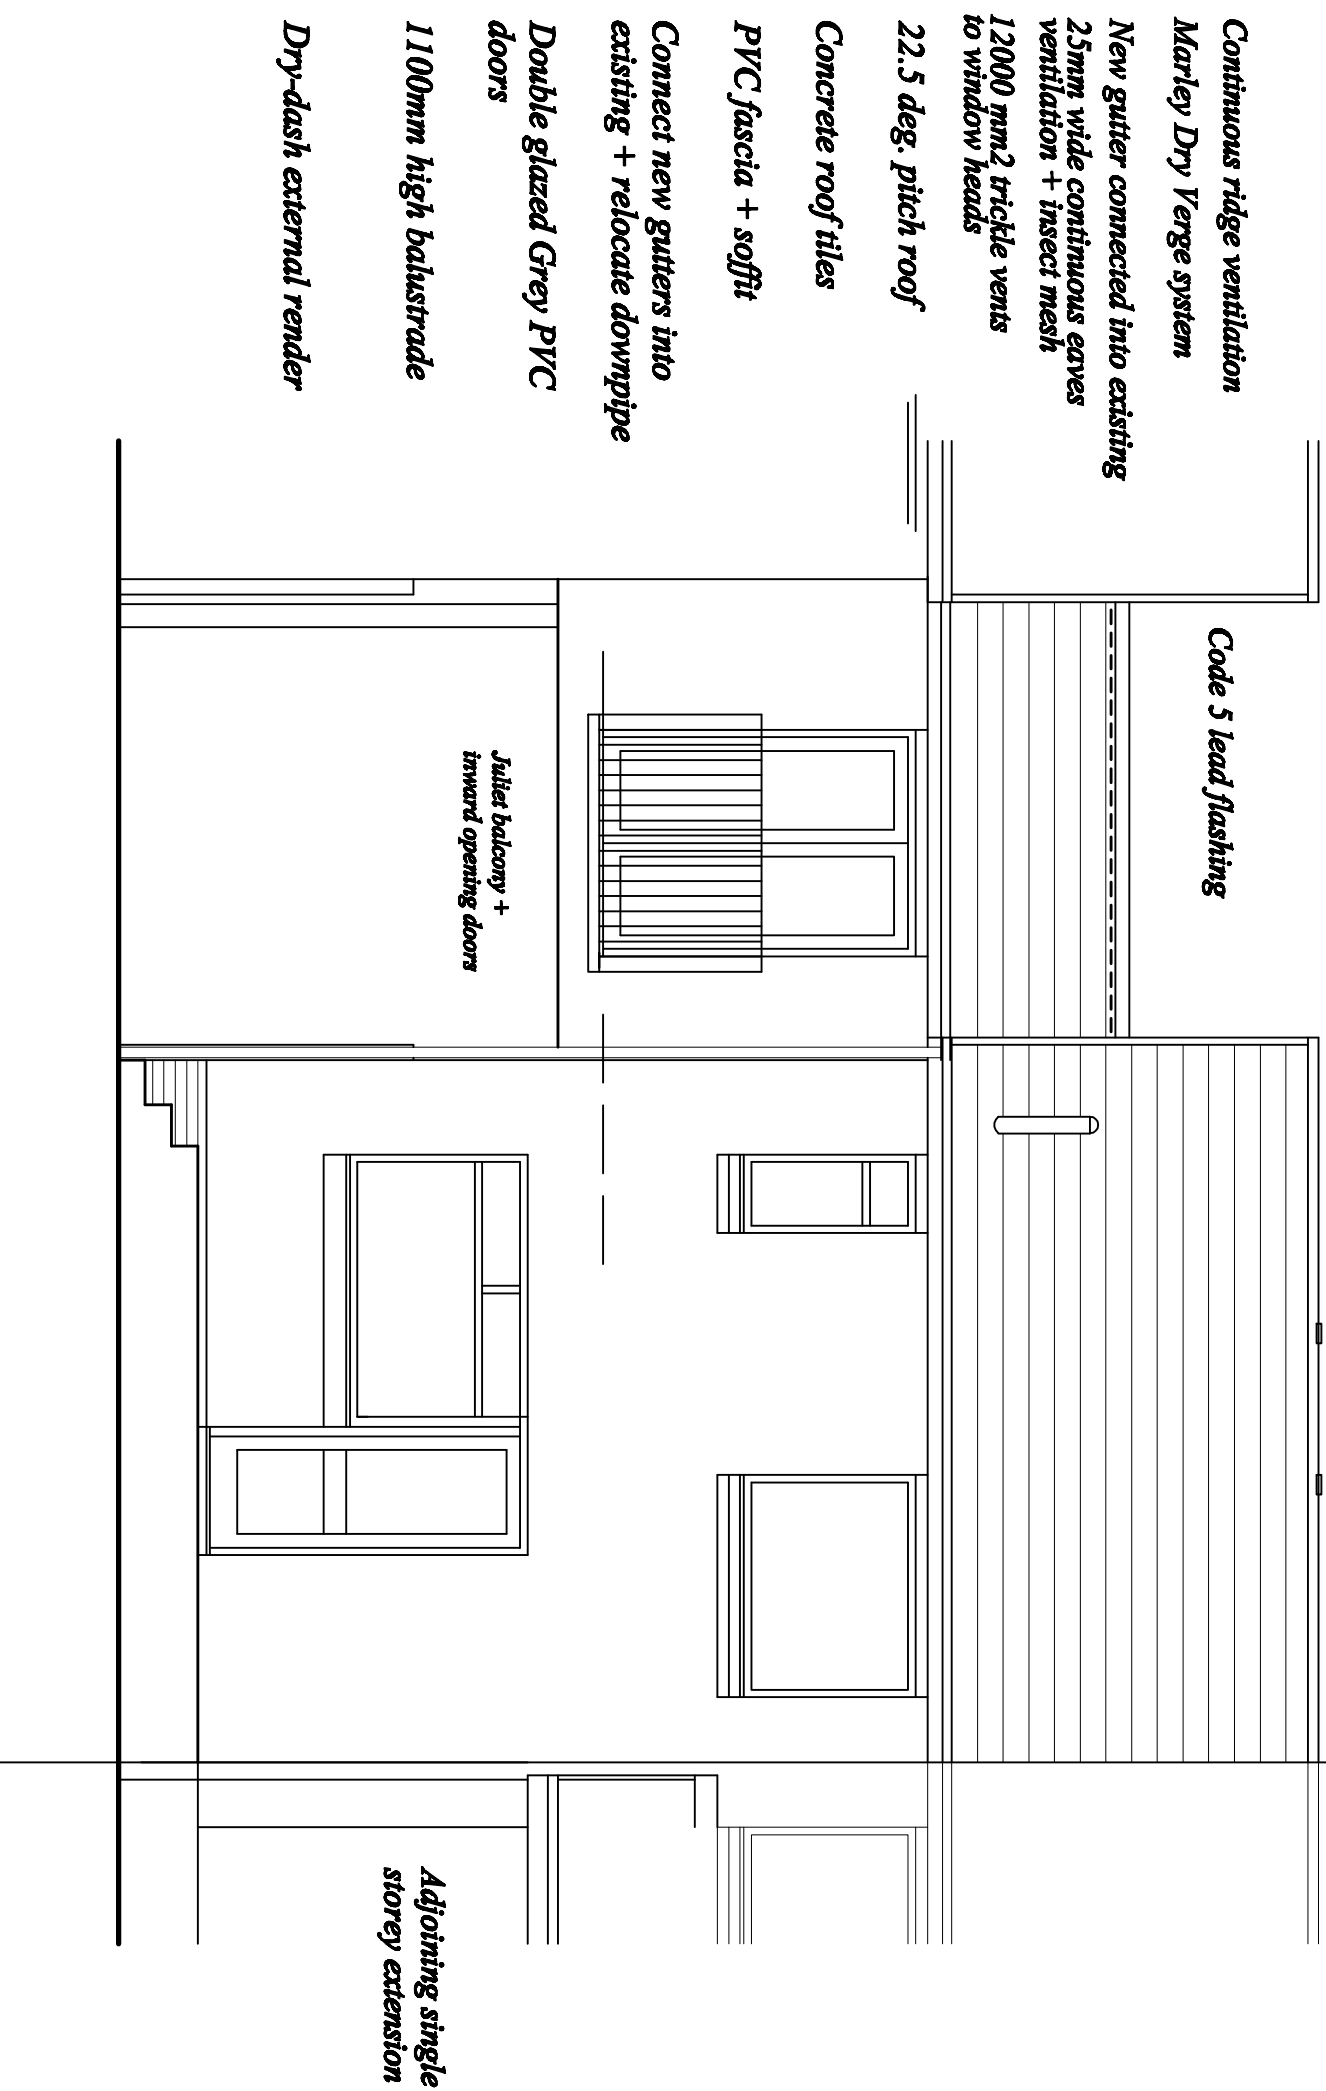 Continuous ridge ventilation
Marley Dry Verge system
New gutter connected into existing
25mm wide continuous eaves
ventilation + insect mesh
12000 mm2 trickle vents
to window heads
22.5 deg. pitch roof
Concrete roof tiles
PVC fascia + soffit
Connect new gutters into
existing + relocate downpipe
Double glazed Grey PVC
doors
1100mm high balustrade
Dry-dash external render
Code 5 lead flashing
Juliet balcony +
inward opening doors
Adjoining single
storey extension